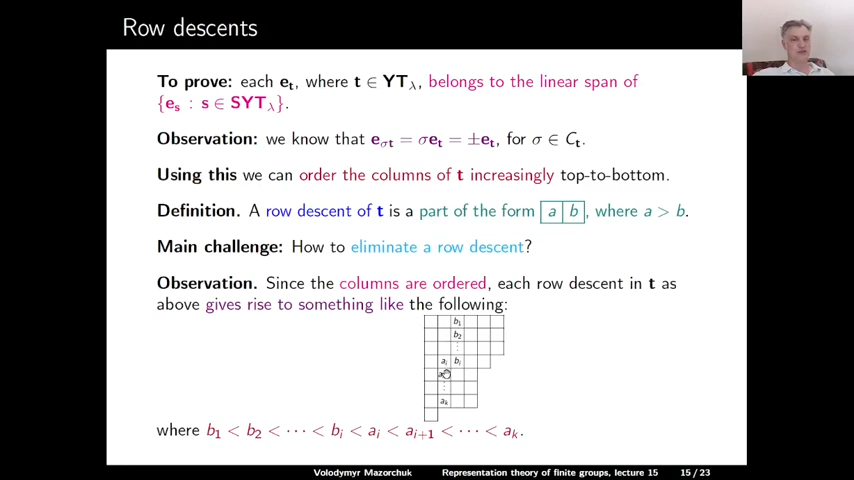 Row descents
To prove: each e_t, where t ∈ YT_λ, belongs to the linear span of
{e_s : s ∈ SYT_λ}.
Observation: we know that e_σt = σe_t = ±e_t, for σ ∈ C_t.
Using this we can order the columns of t increasingly top-to-bottom.
Definition. A row descent of t is a part of the form a b, where a > b.
Main challenge: How to eliminate a row descent?
Observation. Since the columns are ordered, each row descent in t as
above gives rise to something like the following:
b_1
b_2
⋮
a_i b_i
⋮
a_k
where b_1 < b_2 < ⋯ < b_i < a_i < a_{i+1} < ⋯ < a_k.
Volodymyr Mazorchuk Representation theory of finite groups, lecture 15 15/23